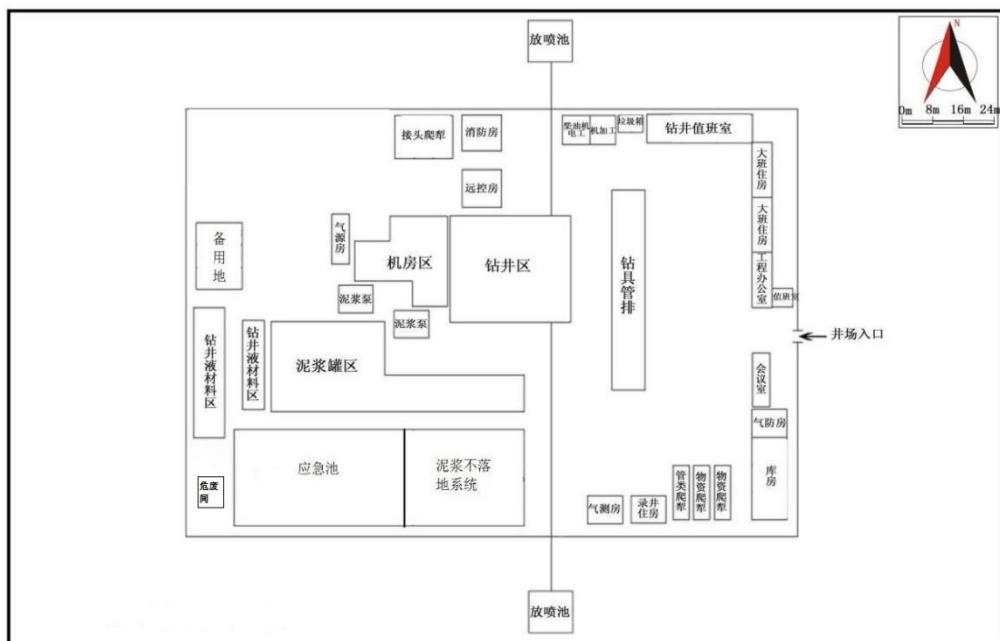 放喷池
N
0m 8m 16m 24m
接头爬犁
消防房
柴油机
电工
机加工
垃圾箱
钻井值班室
大班住房
远控房
大班住房
备用地
气源房
机房区
钻井区
钻具管排
工程办公室
值班室
泥浆泵
泥浆泵
井场入口
钻井液材料区
钻井液材料区
泥浆罐区
会议室
气防房
应急池
泥浆不落
地系统
库房
危废
间
气测房
录井
住房
管类爬犁
物资爬犁
物资爬犁
放喷池